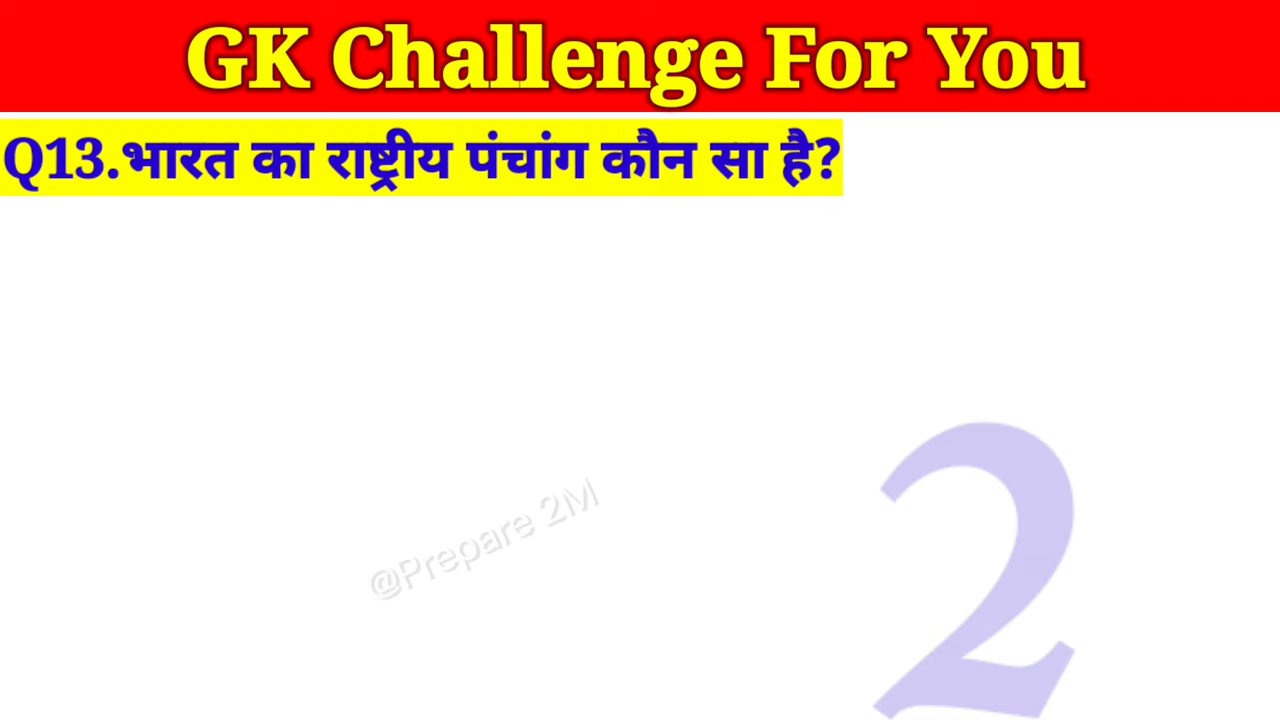 GK Challenge For You
Q13.भारत का राष्ट्रीय पंचांग कौन सा है?
@Prepare 2M
2